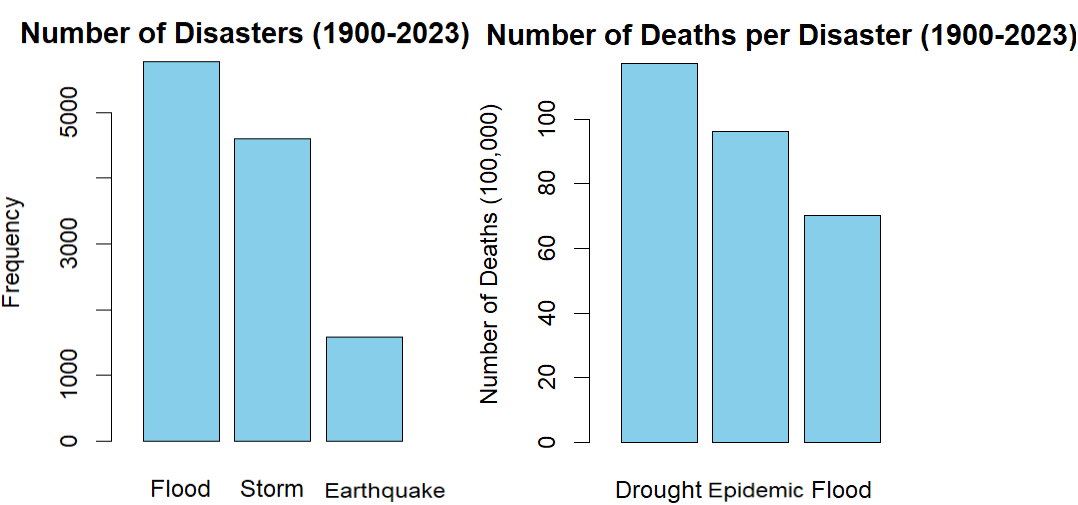 Number of Disasters (1900-2023)
Frequency
5000
3000
1000
0
Flood Storm Earthquake
Number of Deaths per Disaster (1900-2023)
Number of Deaths (100,000)
100
80
60
40
20
0
Drought Epidemic Flood